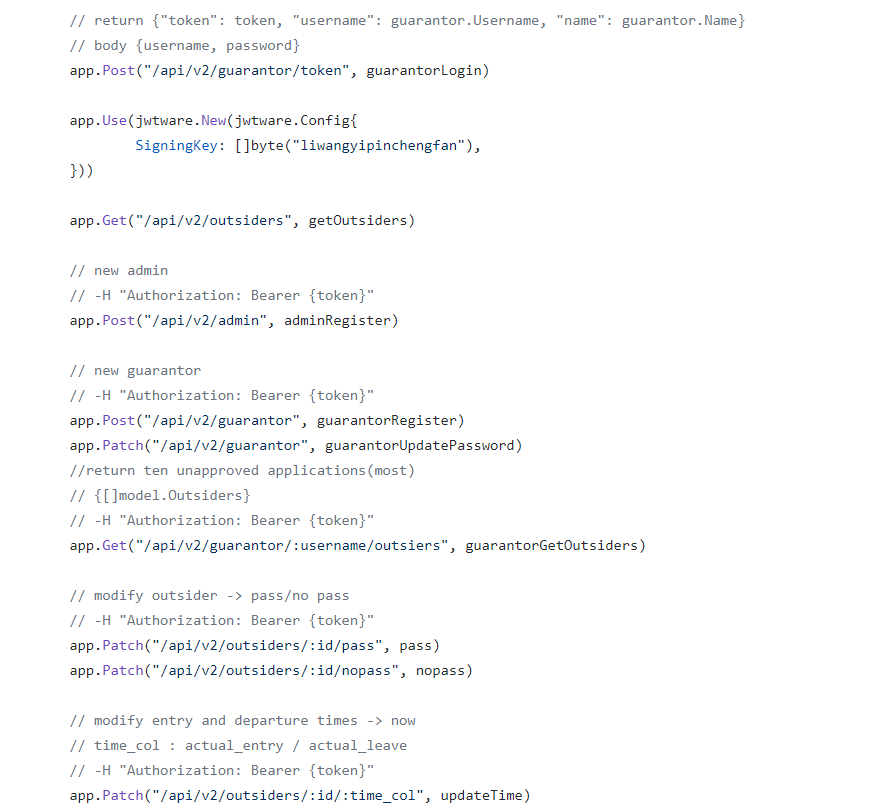 // return {"token": token, "username": guarantor.Username, "name": guarantor.Name}
// body {username, password}
app.Post("/api/v2/guarantor/token", guarantorLogin)
app.Use(jwtware.New(jwtware.Config{
SigningKey: []byte("liwangyipinchengfan"),
}))
app.Get("/api/v2/outsiders", getOutsiders)
// new admin
// -H "Authorization: Bearer {token}"
app.Post("/api/v2/admin", adminRegister)
// new guarantor
// -H "Authorization: Bearer {token}"
app.Post("/api/v2/guarantor", guarantorRegister)
app.Patch("/api/v2/guarantor", guarantorUpdatePassword)
//return ten unapproved applications(most)
// {[]model.Outsiders}
// -H "Authorization: Bearer {token}"
app.Get("/api/v2/guarantor/:username/outsiers", guarantorGetOutsiders)
// modify outsider -> pass/no pass
// -H "Authorization: Bearer {token}"
app.Patch("/api/v2/outsiders/:id/pass", pass)
app.Patch("/api/v2/outsiders/:id/nopass", nopass)
// modify entry and departure times -> now
// time_col : actual_entry / actual_leave
// -H "Authorization: Bearer {token}"
app.Patch("/api/v2/outsiders/:id/:time_col", updateTime)